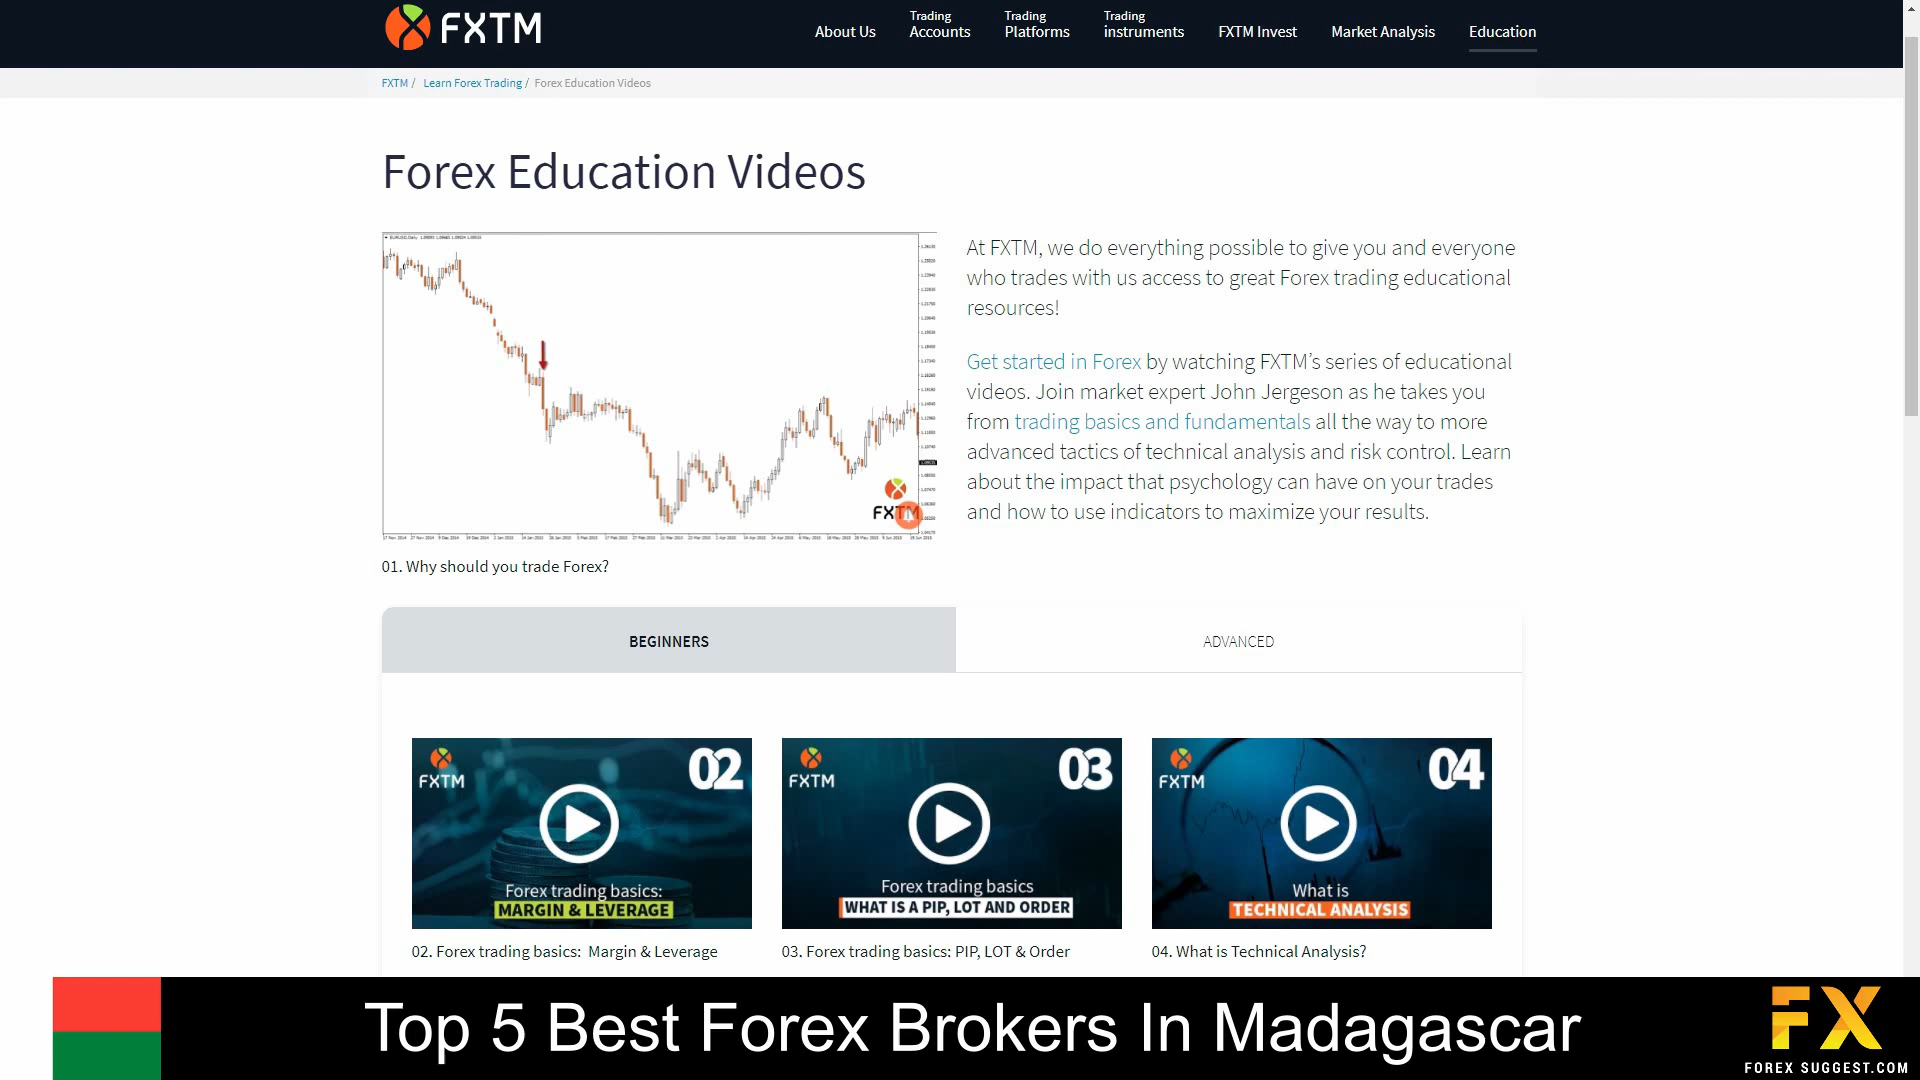 FXTM
About Us
Trading Accounts
Trading Platforms
Trading instruments
FXTM Invest
Market Analysis
Education
FXTM / Learn Forex Trading / Forex Education Videos
Forex Education Videos
FXTM
01. Why should you trade Forex?
At FXTM, we do everything possible to give you and everyone
who trades with us access to great Forex trading educational
resources!
Get started in Forex by watching FXTM’s series of educational
videos. Join market expert John Jergeson as he takes you
from trading basics and fundamentals all the way to more
advanced tactics of technical analysis and risk control. Learn
about the impact that psychology can have on your trades
and how to use indicators to maximize your results.
BEGINNERS
ADVANCED
FXTM
02
Forex trading basics:
MARGIN & LEVERAGE
02. Forex trading basics: Margin & Leverage
FXTM
03
Forex trading basics
WHAT IS A PIP, LOT AND ORDER
03. Forex trading basics: PIP, LOT & Order
FXTM
04
What is
TECHNICAL ANALYSIS
04. What is Technical Analysis?
Top 5 Best Forex Brokers In Madagascar
FX
FOREX SUGGEST.COM